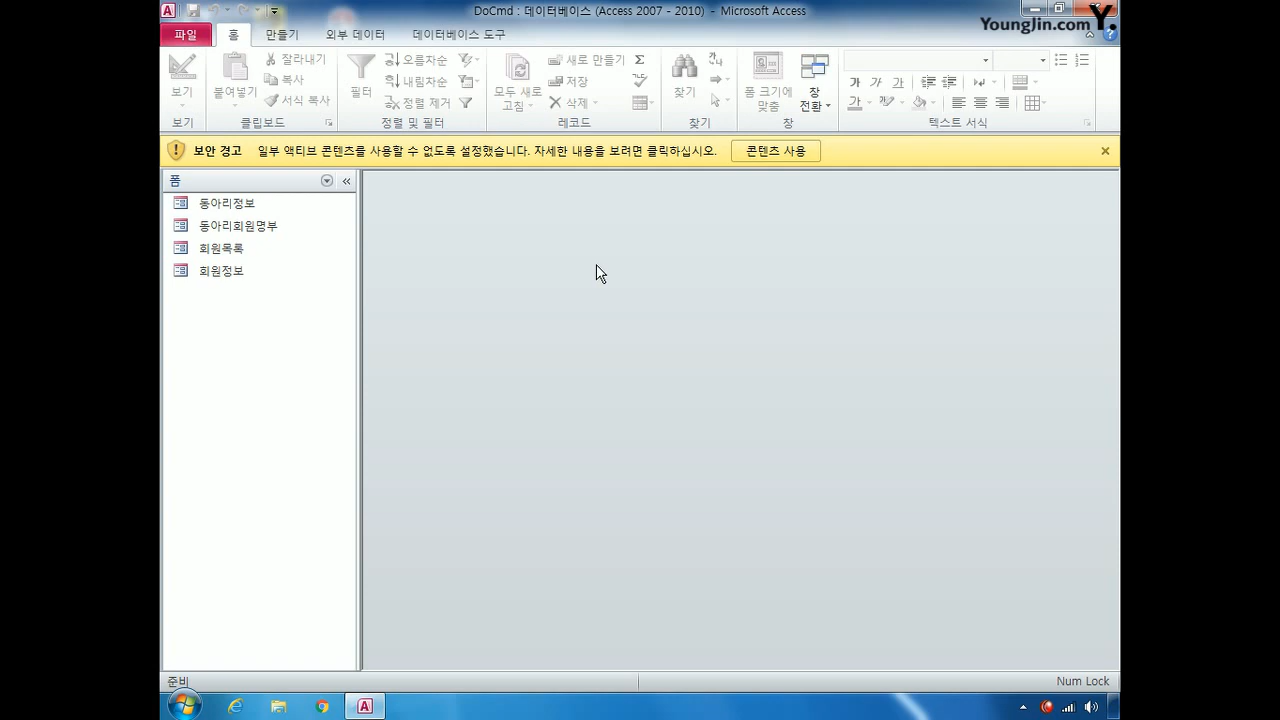 DoCmd : 데이터베이스 (Access 2007 - 2010) - Microsoft Access
YoungJin.com Y.
파일 홈 만들기 외부 데이터 데이터베이스 도구
보기 붙여넣기 잘라내기 복사 서식 복사
필터 오름차순 내림차순 정렬 제거
모두 새로 고침 새로 만들기 저장 삭제
찾기 폼 크기에 맞춤 창 전환
가 가 가 가
보기 클립보드 정렬 및 필터 레코드 찾기 창 텍스트 서식
보안 경고 일부 액티브 콘텐츠를 사용할 수 없도록 설정했습니다. 자세한 내용을 보려면 클릭하십시오. 콘텐츠 사용
폼
동아리정보
동아리회원명부
회원목록
회원정보
준비 Num Lock